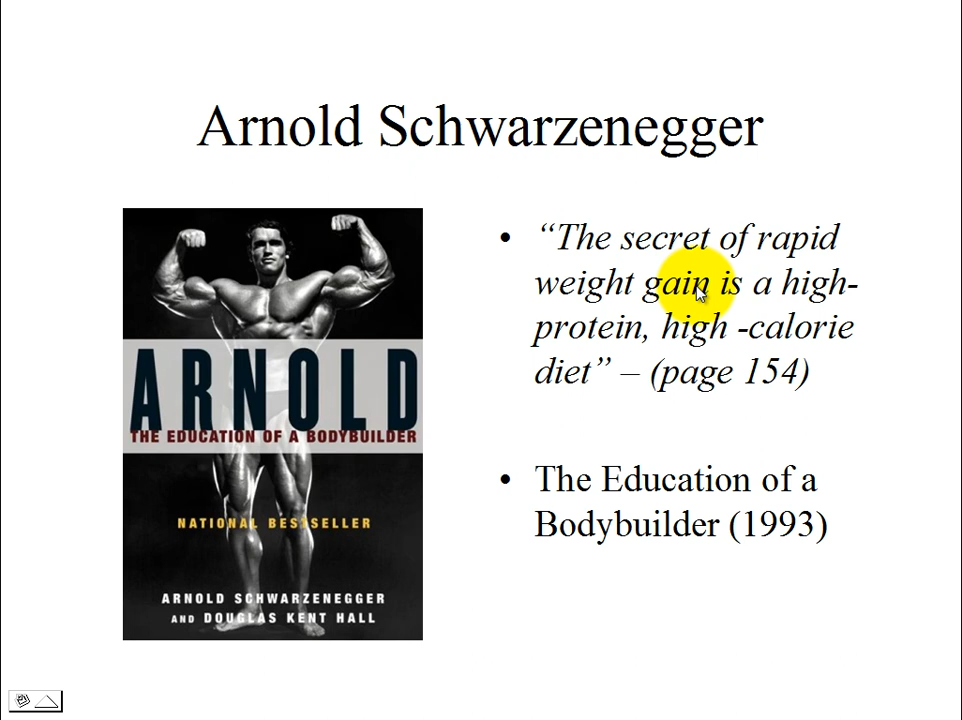 Arnold Schwarzenegger
ARNOLD
THE EDUCATION OF A BODYBUILDER
NATIONAL BESTSELLER
ARNOLD SCHWARZENEGGER
AND DOUGLAS KENT HALL
• “The secret of rapid
weight gain is a high-
protein, high -calorie
diet” – (page 154)
• The Education of a
Bodybuilder (1993)